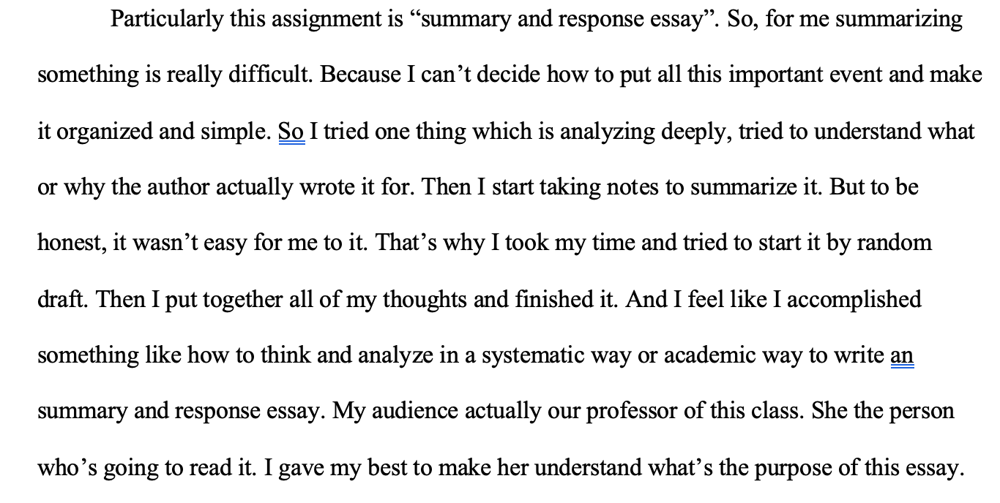 Particularly this assignment is “summary and response essay”. So, for me summarizing
something is really difficult. Because I can’t decide how to put all this important event and make
it organized and simple. So I tried one thing which is analyzing deeply, tried to understand what
or why the author actually wrote it for. Then I start taking notes to summarize it. But to be
honest, it wasn’t easy for me to it. That’s why I took my time and tried to start it by random
draft. Then I put together all of my thoughts and finished it. And I feel like I accomplished
something like how to think and analyze in a systematic way or academic way to write an
summary and response essay. My audience actually our professor of this class. She the person
who’s going to read it. I gave my best to make her understand what’s the purpose of this essay.